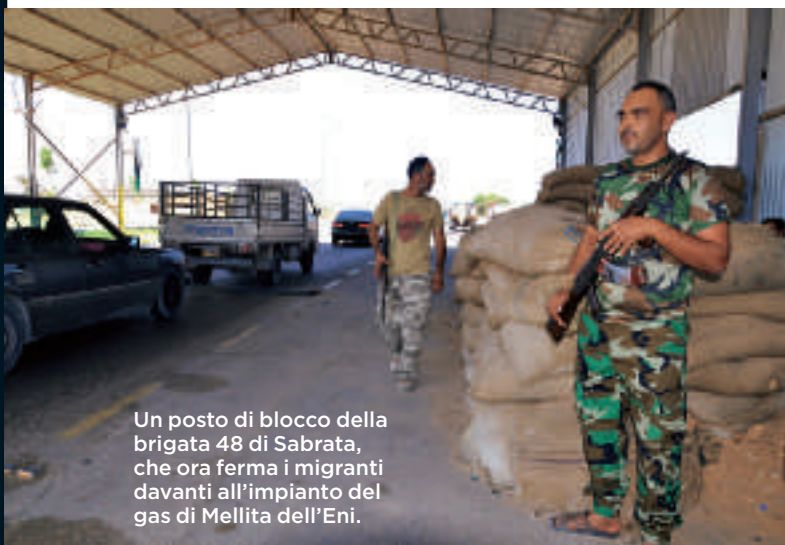 Un posto di blocco della
brigata 48 di Sabrata,
che ora ferma i migranti
davanti all'impianto del
gas di Mellita dell'Eni.